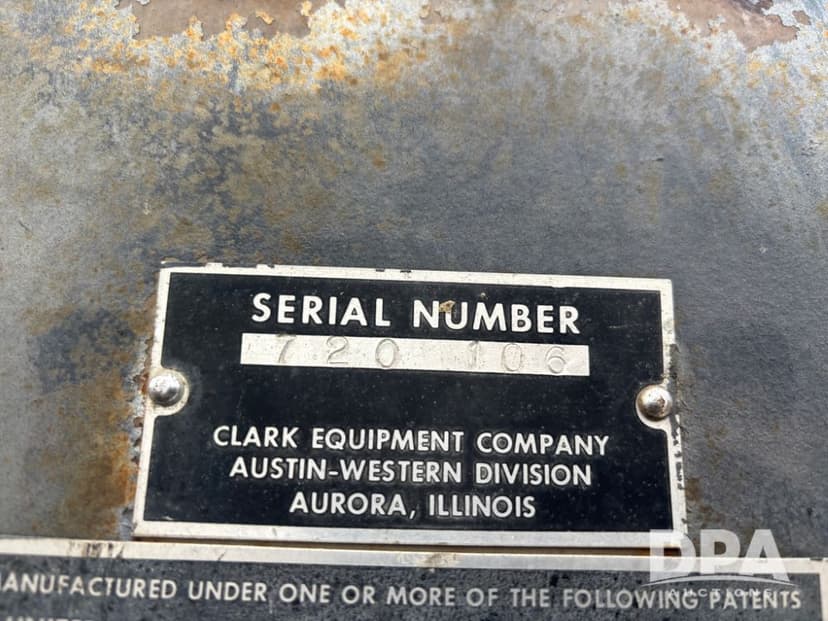 SERIAL NUMBER
720 106
CLARK EQUIPMENT COMPANY
AUSTIN-WESTERN DIVISION
AURORA, ILLINOIS
MANUFACTURED UNDER ONE OR MORE OF THE FOLLOWING PATENTS
DPA
AUCTIONS